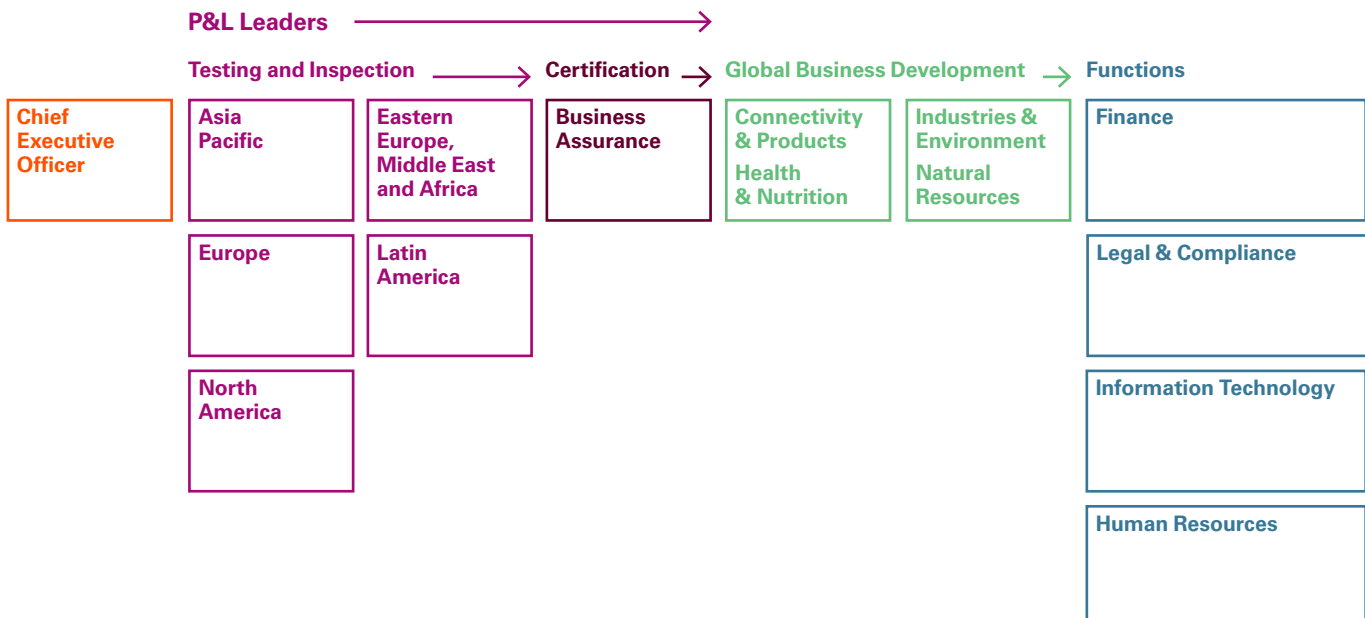 P&L Leaders
Testing and Inspection
Certification
Global Business Development
Functions
Chief
Executive
Officer
Asia
Pacific
Eastern
Europe,
Middle East
and Africa
Business
Assurance
Connectivity
& Products
Health
& Nutrition
Industries &
Environment
Natural
Resources
Finance
Europe
Latin
America
Legal & Compliance
North
America
Information Technology
Human Resources